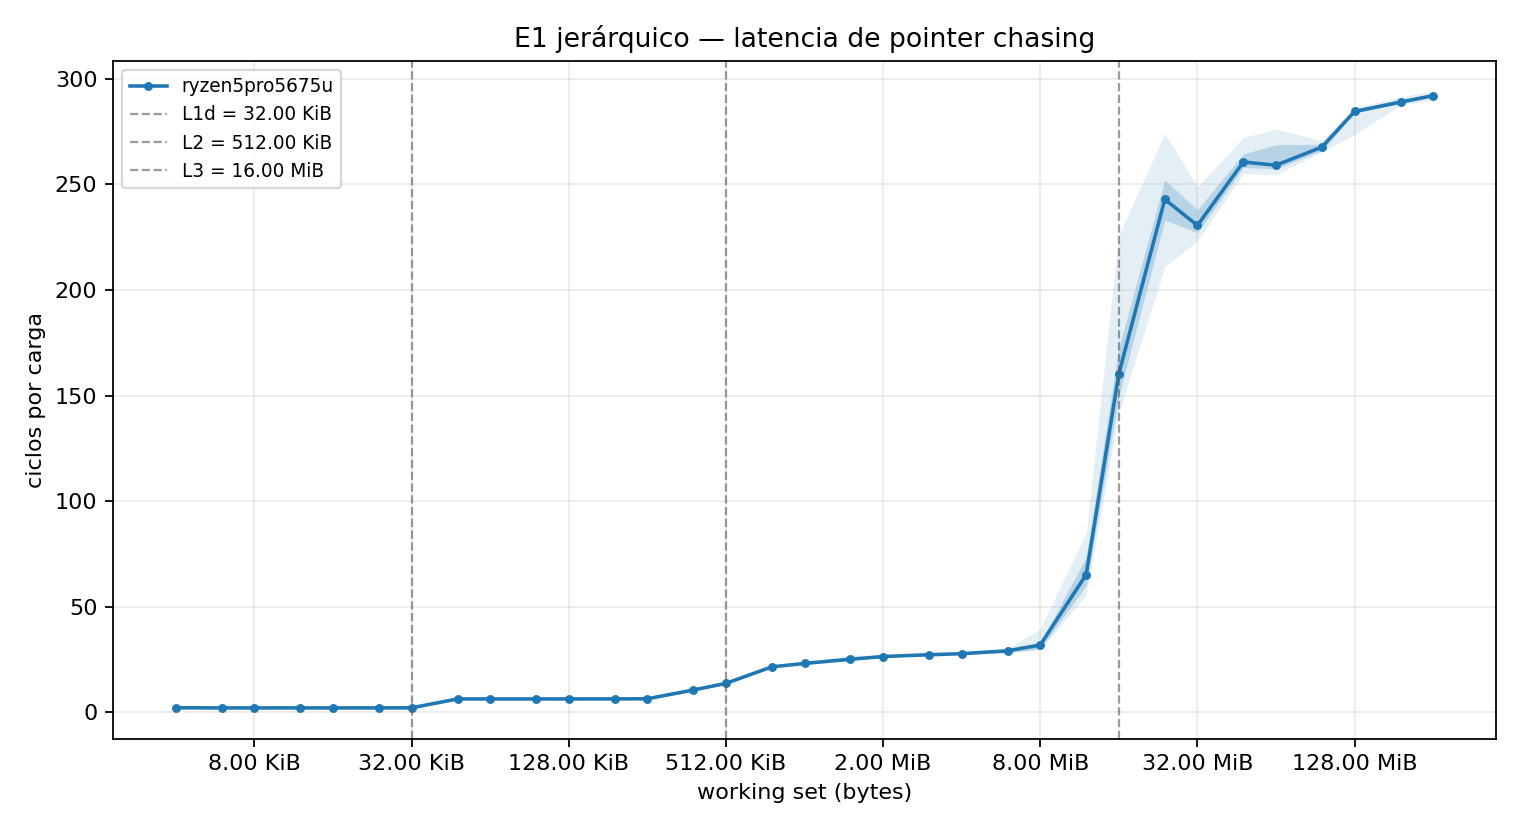 E1 jerárquico — latencia de pointer chasing
ryzen5pro5675u
L1d = 32.00 KiB
L2 = 512.00 KiB
L3 = 16.00 MiB
300
250
200
150
100
50
0
ciclos por carga
8.00 KiB 32.00 KiB 128.00 KiB 512.00 KiB 2.00 MiB 8.00 MiB 32.00 MiB 128.00 MiB
working set (bytes)